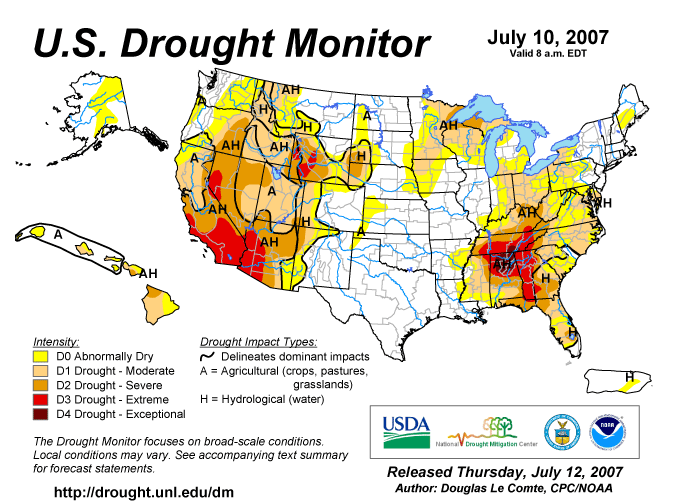 U.S. Drought Monitor
July 10, 2007
Valid 8 a.m. EDT
AH
A
H
H
A
AH
AH
AH
A
H
A
AH
A
H
AH
A
AH
AH
AH
H
H
A
AH
H
Intensity:
D0 Abnormally Dry
D1 Drought - Moderate
D2 Drought - Severe
D3 Drought - Extreme
D4 Drought - Exceptional
Drought Impact Types:
Delineates dominant impacts
A = Agricultural (crops, pastures,
grasslands)
H = Hydrological (water)
USDA
National Drought Mitigation Center
NOAA
The Drought Monitor focuses on broad-scale conditions.
Local conditions may vary. See accompanying text summary
for forecast statements.
http://drought.unl.edu/dm
Released Thursday, July 12, 2007
Author: Douglas Le Comte, CPC/NOAA